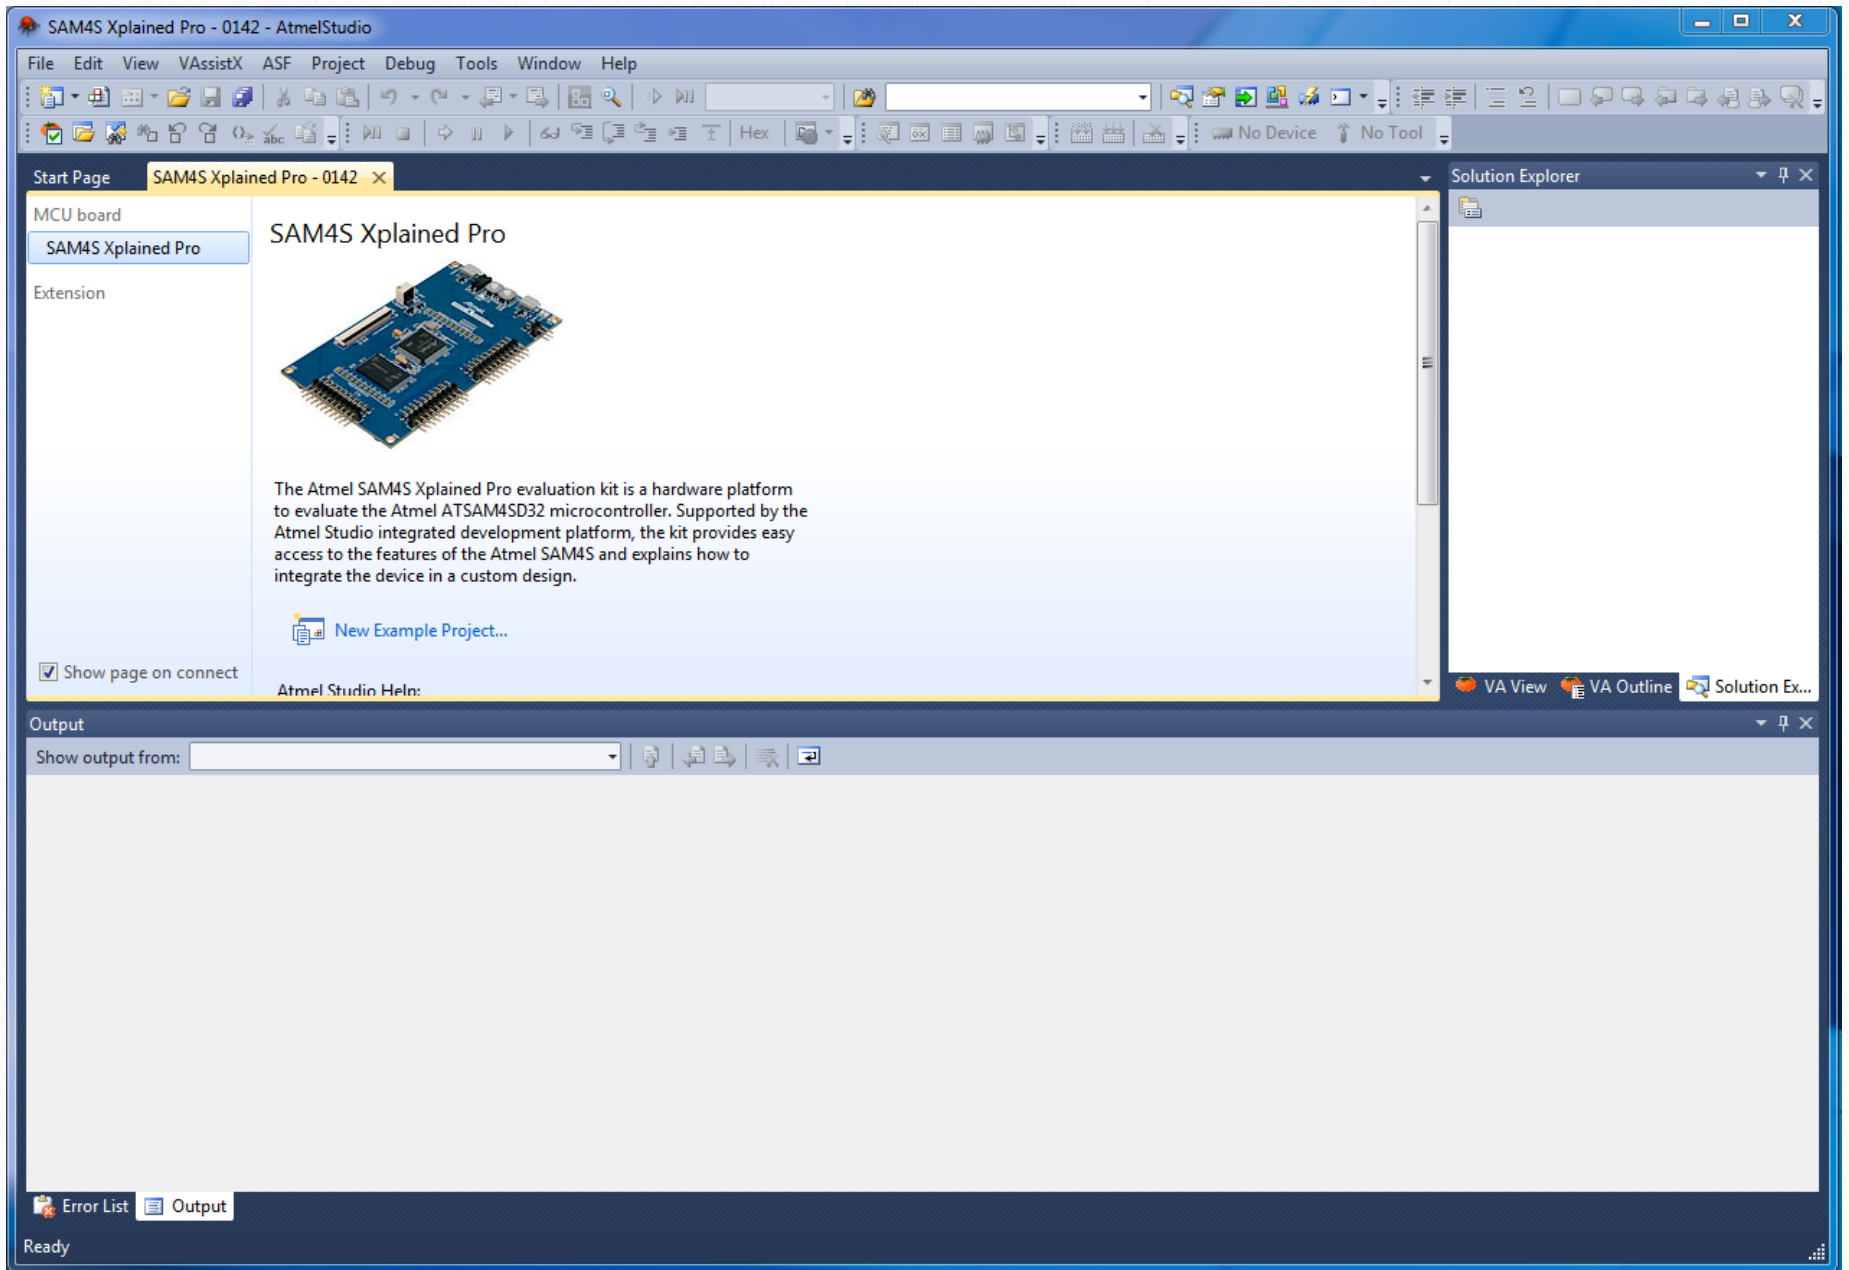 SAM4S Xplained Pro - 0142 - AtmelStudio
File Edit View VAssistX ASF Project Debug Tools Window Help
Hex No Device No Tool
Start Page SAM4S Xplained Pro - 0142
Solution Explorer
MCU board
SAM4S Xplained Pro
Extension
Show page on connect
SAM4S Xplained Pro
The Atmel SAM4S Xplained Pro evaluation kit is a hardware platform
to evaluate the Atmel ATSAM4SD32 microcontroller. Supported by the
Atmel Studio integrated development platform, the kit provides easy
access to the features of the Atmel SAM4S and explains how to
integrate the device in a custom design.
New Example Project...
Atmel Studio Help:
VA View VA Outline Solution Ex...
Output
Show output from:
Error List Output
Ready